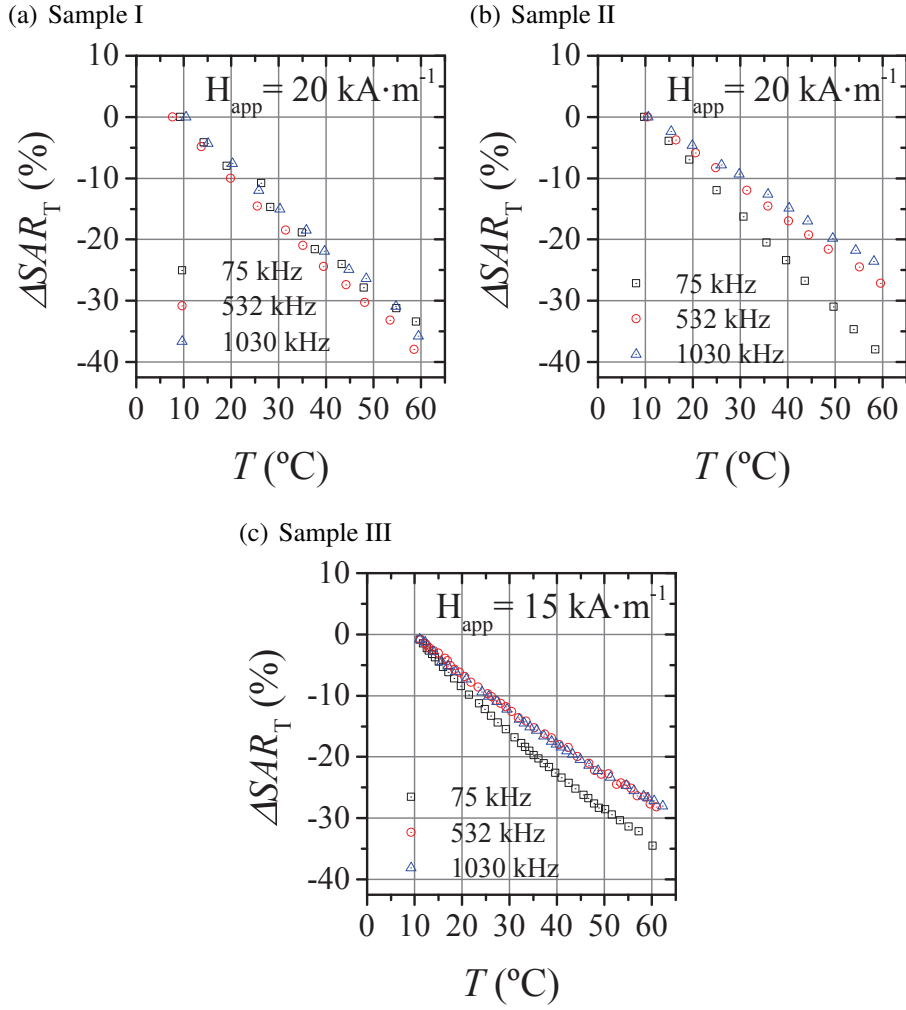 (a) Sample I
H_app = 20 kA·m⁻¹
10
0
-10
-20
-30
-40
ΔSAR_T (%)
75 kHz
532 kHz
1030 kHz
0 10 20 30 40 50 60
T (ºC)
(b) Sample II
H_app = 20 kA·m⁻¹
10
0
-10
-20
-30
-40
ΔSAR_T (%)
75 kHz
532 kHz
1030 kHz
0 10 20 30 40 50 60
T (ºC)
(c) Sample III
H_app = 15 kA·m⁻¹
10
0
-10
-20
-30
-40
ΔSAR_T (%)
75 kHz
532 kHz
1030 kHz
0 10 20 30 40 50 60
T (ºC)